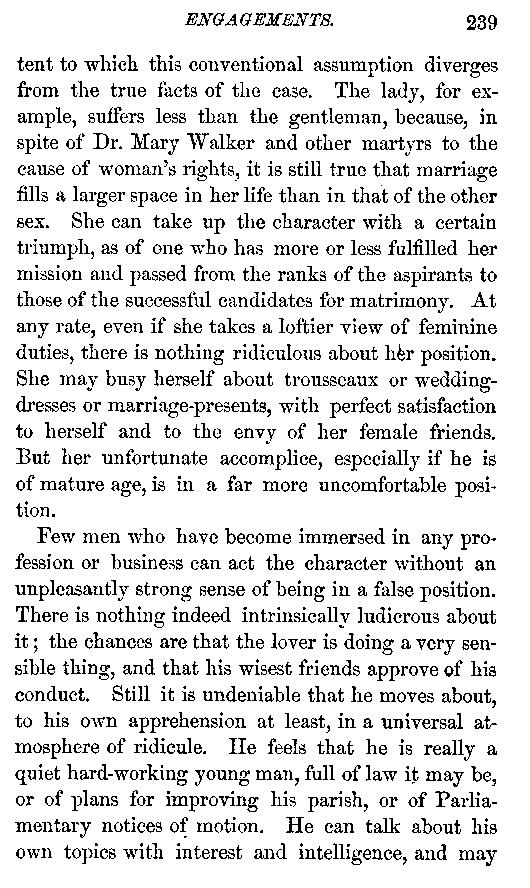 ENGAGEMENTS. 239
tent to which this conventional assumption diverges
from the true facts of the case. The lady, for ex-
ample, suffers less than the gentleman, because, in
spite of Dr. Mary Walker and other martyrs to the
cause of woman's rights, it is still true that marriage
fills a larger space in her life than in that of the other
sex. She can take up the character with a certain
triumph, as of one who has more or less fulfilled her
mission and passed from the ranks of the aspirants to
those of the successful candidates for matrimony. At
any rate, even if she takes a loftier view of feminine
duties, there is nothing ridiculous about her position.
She may busy herself about trousseaux or wedding-
dresses or marriage-presents, with perfect satisfaction
to herself and to the envy of her female friends.
But her unfortunate accomplice, especially if he is
of mature age, is in a far more uncomfortable posi-
tion.
Few men who have become immersed in any pro-
fession or business can act the character without an
unpleasantly strong sense of being in a false position.
There is nothing indeed intrinsically ludicrous about
it; the chances are that the lover is doing a very sen-
sible thing, and that his wisest friends approve of his
conduct. Still it is undeniable that he moves about,
to his own apprehension at least, in a universal at-
mosphere of ridicule. He feels that he is really a
quiet hard-working young man, full of law it may be,
or of plans for improving his parish, or of Parlia-
mentary notices of motion. He can talk about his
own topics with interest and intelligence, and may